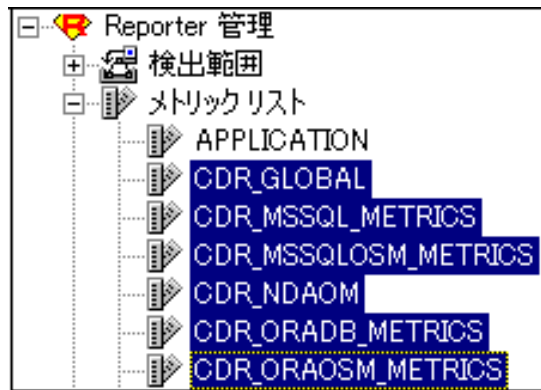 Reporter 管理
検出範囲
メトリック リスト
APPLICATION
CDR_GLOBAL
CDR_MSSQL_METRICS
CDR_MSSQLOSM_METRICS
CDR_NDAOM
CDR_ORADB_METRICS
CDR_ORAOSM_METRICS